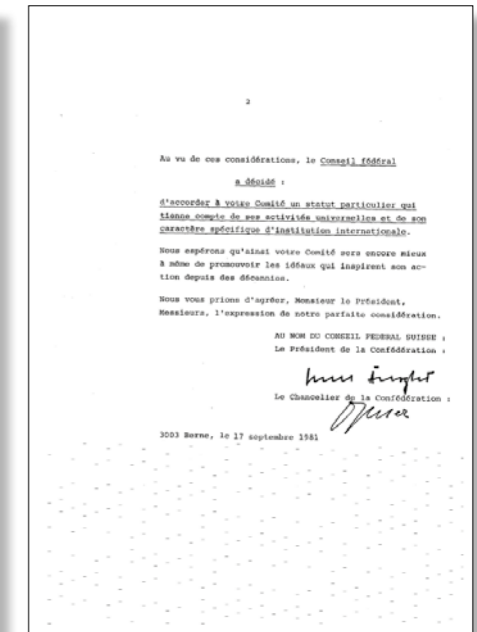 2
Au vu de ces considérations, le Conseil fédéral
a décidé :
d'accorder à votre Comité un statut particulier qui
tienne compte de ses activités universelles et de son
caractère spécifique d'institution internationale.
Nous espérons qu'ainsi votre Comité sera encore mieux
à même de promouvoir les idéaux qui inspirent son ac-
tion depuis des décennies.
Nous vous prions d'agréer, Monsieur le Président,
Messieurs, l'expression de notre parfaite considération.
AU NOM DU CONSEIL FEDERAL SUISSE :
Le Président de la Confédération :
Le Chancelier de la Confédération :
3003 Berne, le 17 septembre 1981